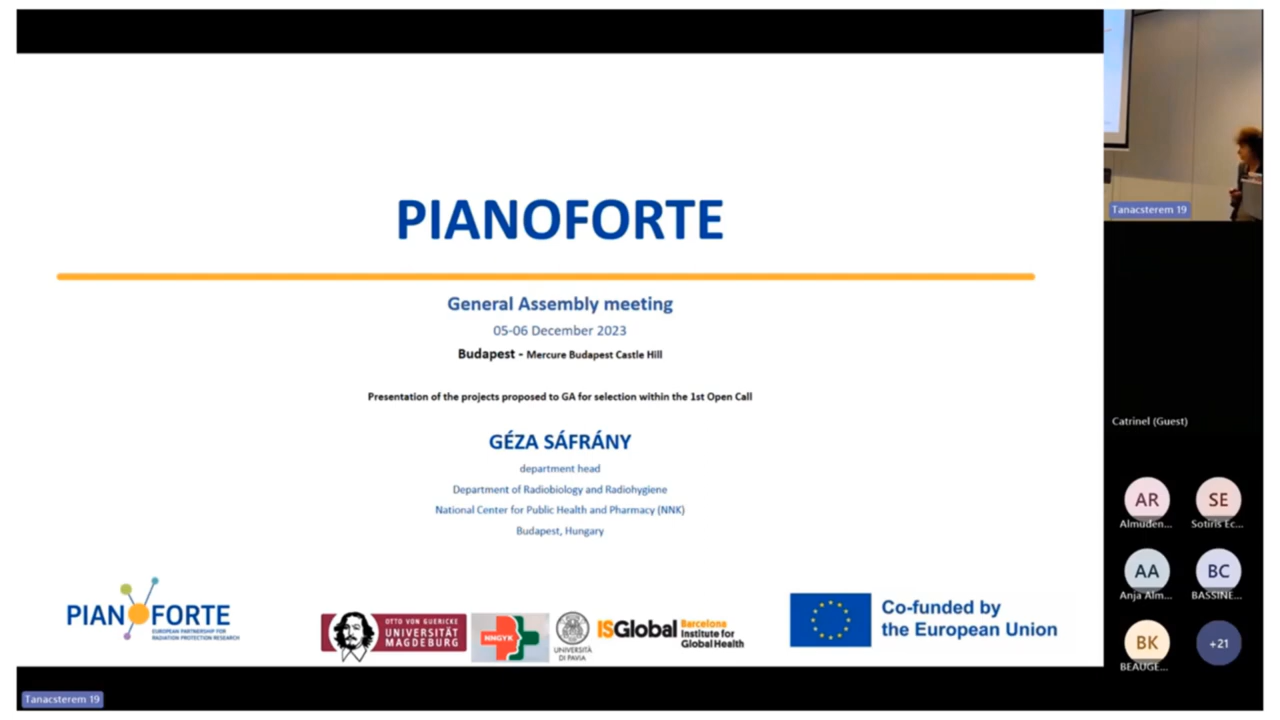 PIANOFORTE
General Assembly meeting
05-06 December 2023
Budapest - Mercure Budapest Castle Hill
Presentation of the projects proposed to GA for selection within the 1st Open Call
GÉZA SÁFRÁNY
department head
Department of Radiobiology and Radiohygiene
National Center for Public Health and Pharmacy (NNK)
Budapest, Hungary
PIANOFORTE
EUROPEAN PARTNERSHIP FOR
RADIATION PROTECTION RESEARCH
OTTO VON GUERICKE
UNIVERSITÄT
MAGDEBURG
NNGYK
UNIVERSITÀ
DI PAVIA
ISGlobal Barcelona
Institute for
Global Health
Co-funded by
the European Union
Tanacsterem 19
Tanacsterem 19
Catrinel (Guest)
AR
Almuden...
SE
Sotiris Ec...
AA
Anja Alm...
BC
BASSINE...
BK
BEAUGE...
+21